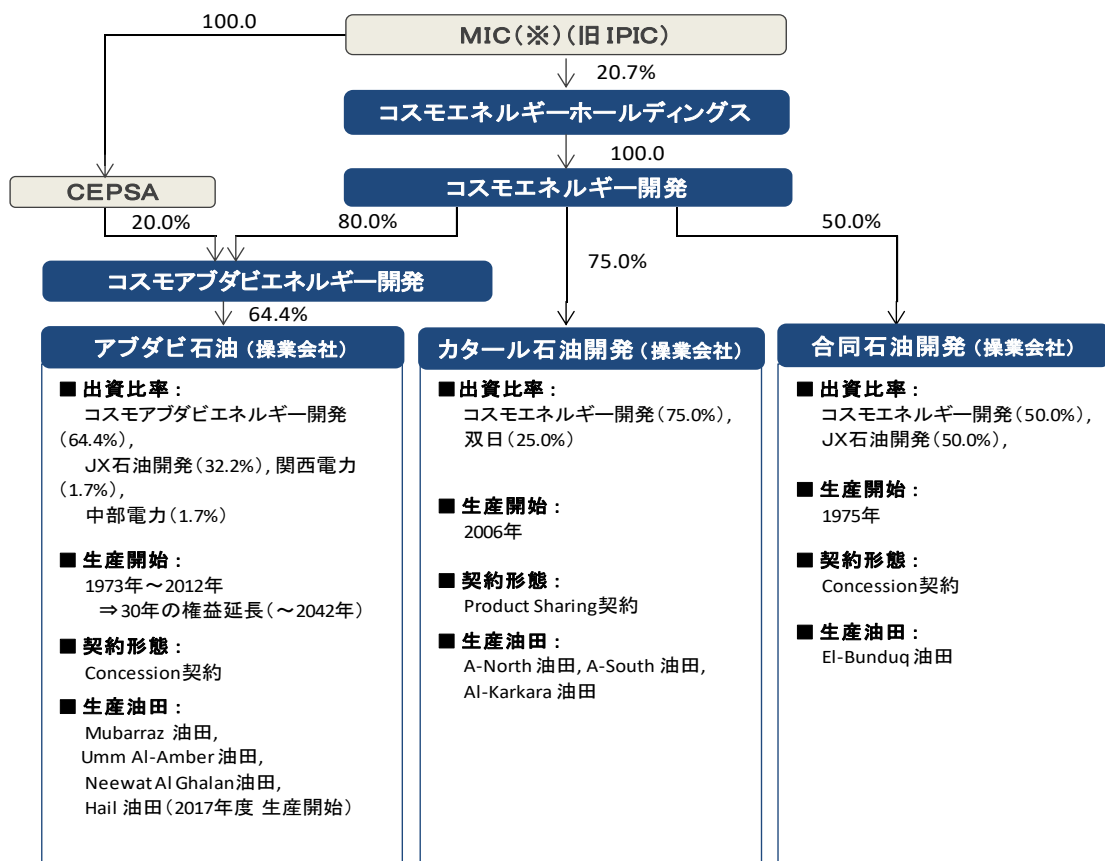 100.0
MIC(※)(旧 IPIC)
20.7%
コスモエネルギーホールディングス
100.0
CEPSA
コスモエネルギー開発
20.0%
80.0%
50.0%
75.0%
コスモアブダビエネルギー開発
64.4%
アブダビ石油(操業会社)
■ 出資比率:
コスモアブダビエネルギー開発
(64.4%),
JX石油開発(32.2%), 関西電力
(1.7%),
中部電力(1.7%)
■ 生産開始:
1973年~2012年
⇒30年の権益延長(~2042年)
■ 契約形態:
Concession契約
■ 生産油田:
Mubarraz 油田,
Umm Al-Amber 油田,
Neewat Al Ghalan油田,
Hail 油田(2017年度 生産開始)
カタール石油開発(操業会社)
■出資比率:
コスモエネルギー開発(75.0%),
双日(25.0%)
■ 生産開始:
2006年
■ 契約形態:
Product Sharing契約
■ 生産油田:
A-North 油田, A-South 油田,
Al-Karkara 油田
合同石油開発(操業会社)
■ 出資比率:
コスモエネルギー開発(50.0%),
JX石油開発(50.0%),
■ 生産開始:
1975年
■ 契約形態:
Concession契約
■ 生産油田:
El-Bunduq 油田